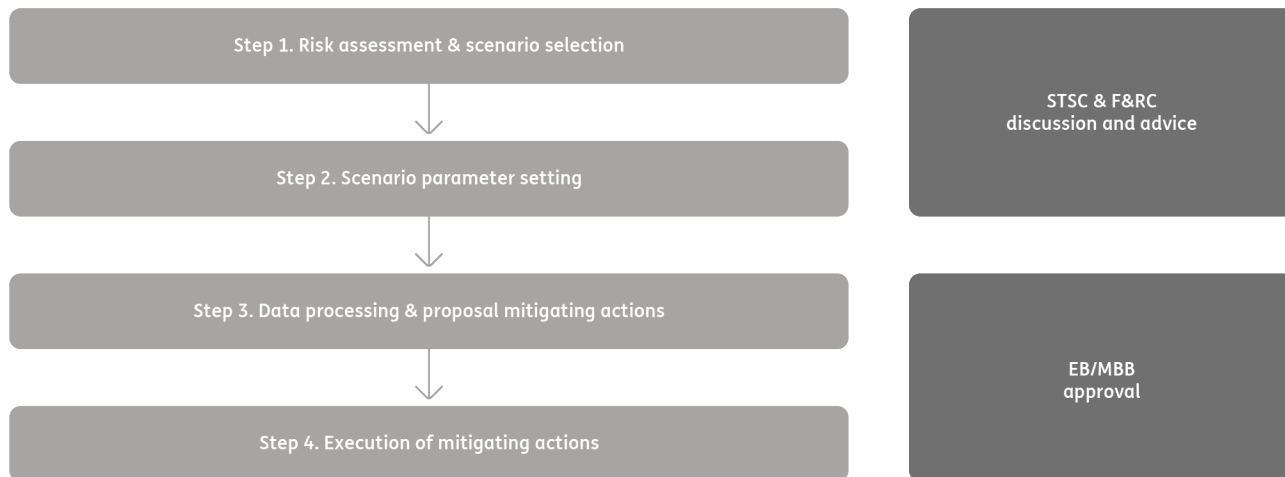 Step 1. Risk assessment & scenario selection
Step 2. Scenario parameter setting
Step 3. Data processing & proposal mitigating actions
Step 4. Execution of mitigating actions
STSC & F&RC
discussion and advice
EB/MBB
approval